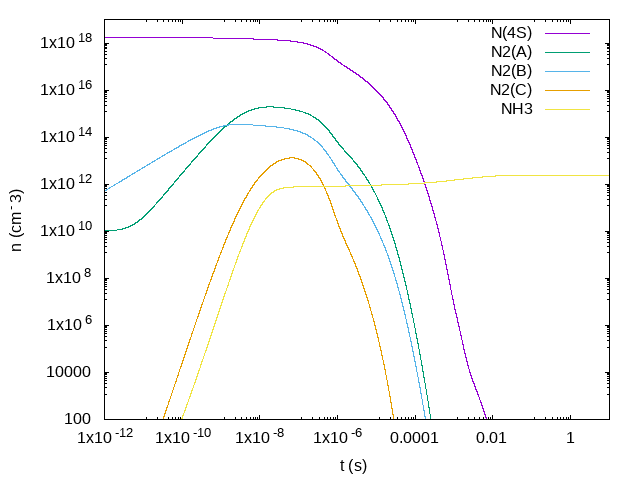 N(4S)
N2(A)
N2(B)
N2(C)
NH3
1x10^18
1x10^16
1x10^14
1x10^12
1x10^10
1x10^8
1x10^6
10000
100
n (cm^-3)
1x10^-12 1x10^-10 1x10^-8 1x10^-6 0.0001 0.01 1
t (s)